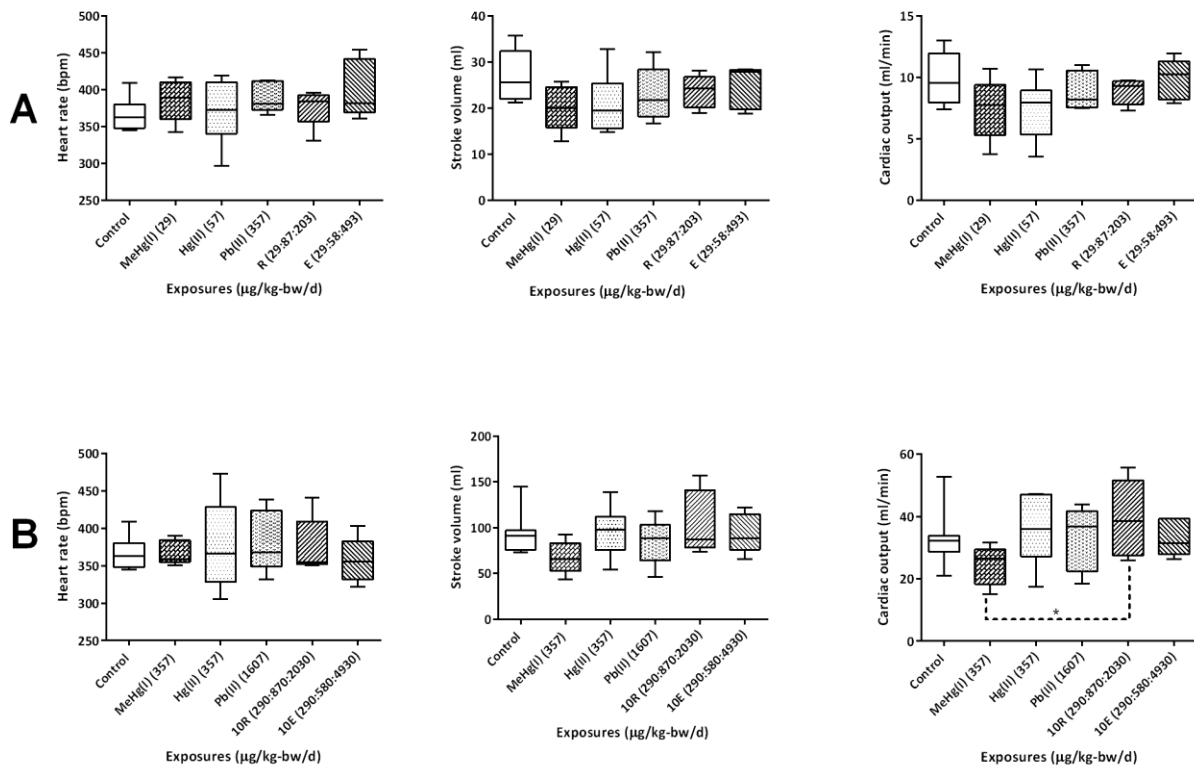 A
Heart rate (bpm)
500
450
400
350
300
250
Control
MeHg(I) (29)
Hg(II) (57)
Pb(II) (357)
R (29:87:203)
E (29:58:493)
Exposures (µg/kg-bw/d)
Stroke volume (ml)
40
30
20
10
0
Control
MeHg(I) (29)
Hg(II) (57)
Pb(II) (357)
R (29:87:203)
E (29:58:493)
Exposures (µg/kg-bw/d)
Cardiac output (ml/min)
15
10
5
0
Control
MeHg(I) (29)
Hg(II) (57)
Pb(II) (357)
R (29:87:203)
E (29:58:493)
Exposures (µg/kg-bw/d)
B
Heart rate (bpm)
500
450
400
350
300
250
Control
MeHg(I) (357)
Hg(II) (357)
Pb(II) (1607)
10R (290:870:2030)
10E (290:580:4930)
Exposures (µg/kg-bw/d)
Stroke volume (ml)
200
150
100
50
0
Control
MeHg(I) (357)
Hg(II) (357)
Pb(II) (1607)
10R (290:870:2030)
10E (290:580:4930)
Exposures (µg/kg-bw/d)
Cardiac output (ml/min)
60
40
20
0
*
Control
MeHg(I) (357)
Hg(II) (357)
Pb(II) (1607)
10R (290:870:2030)
10E (290:580:4930)
Exposures (µg/kg-bw/d)